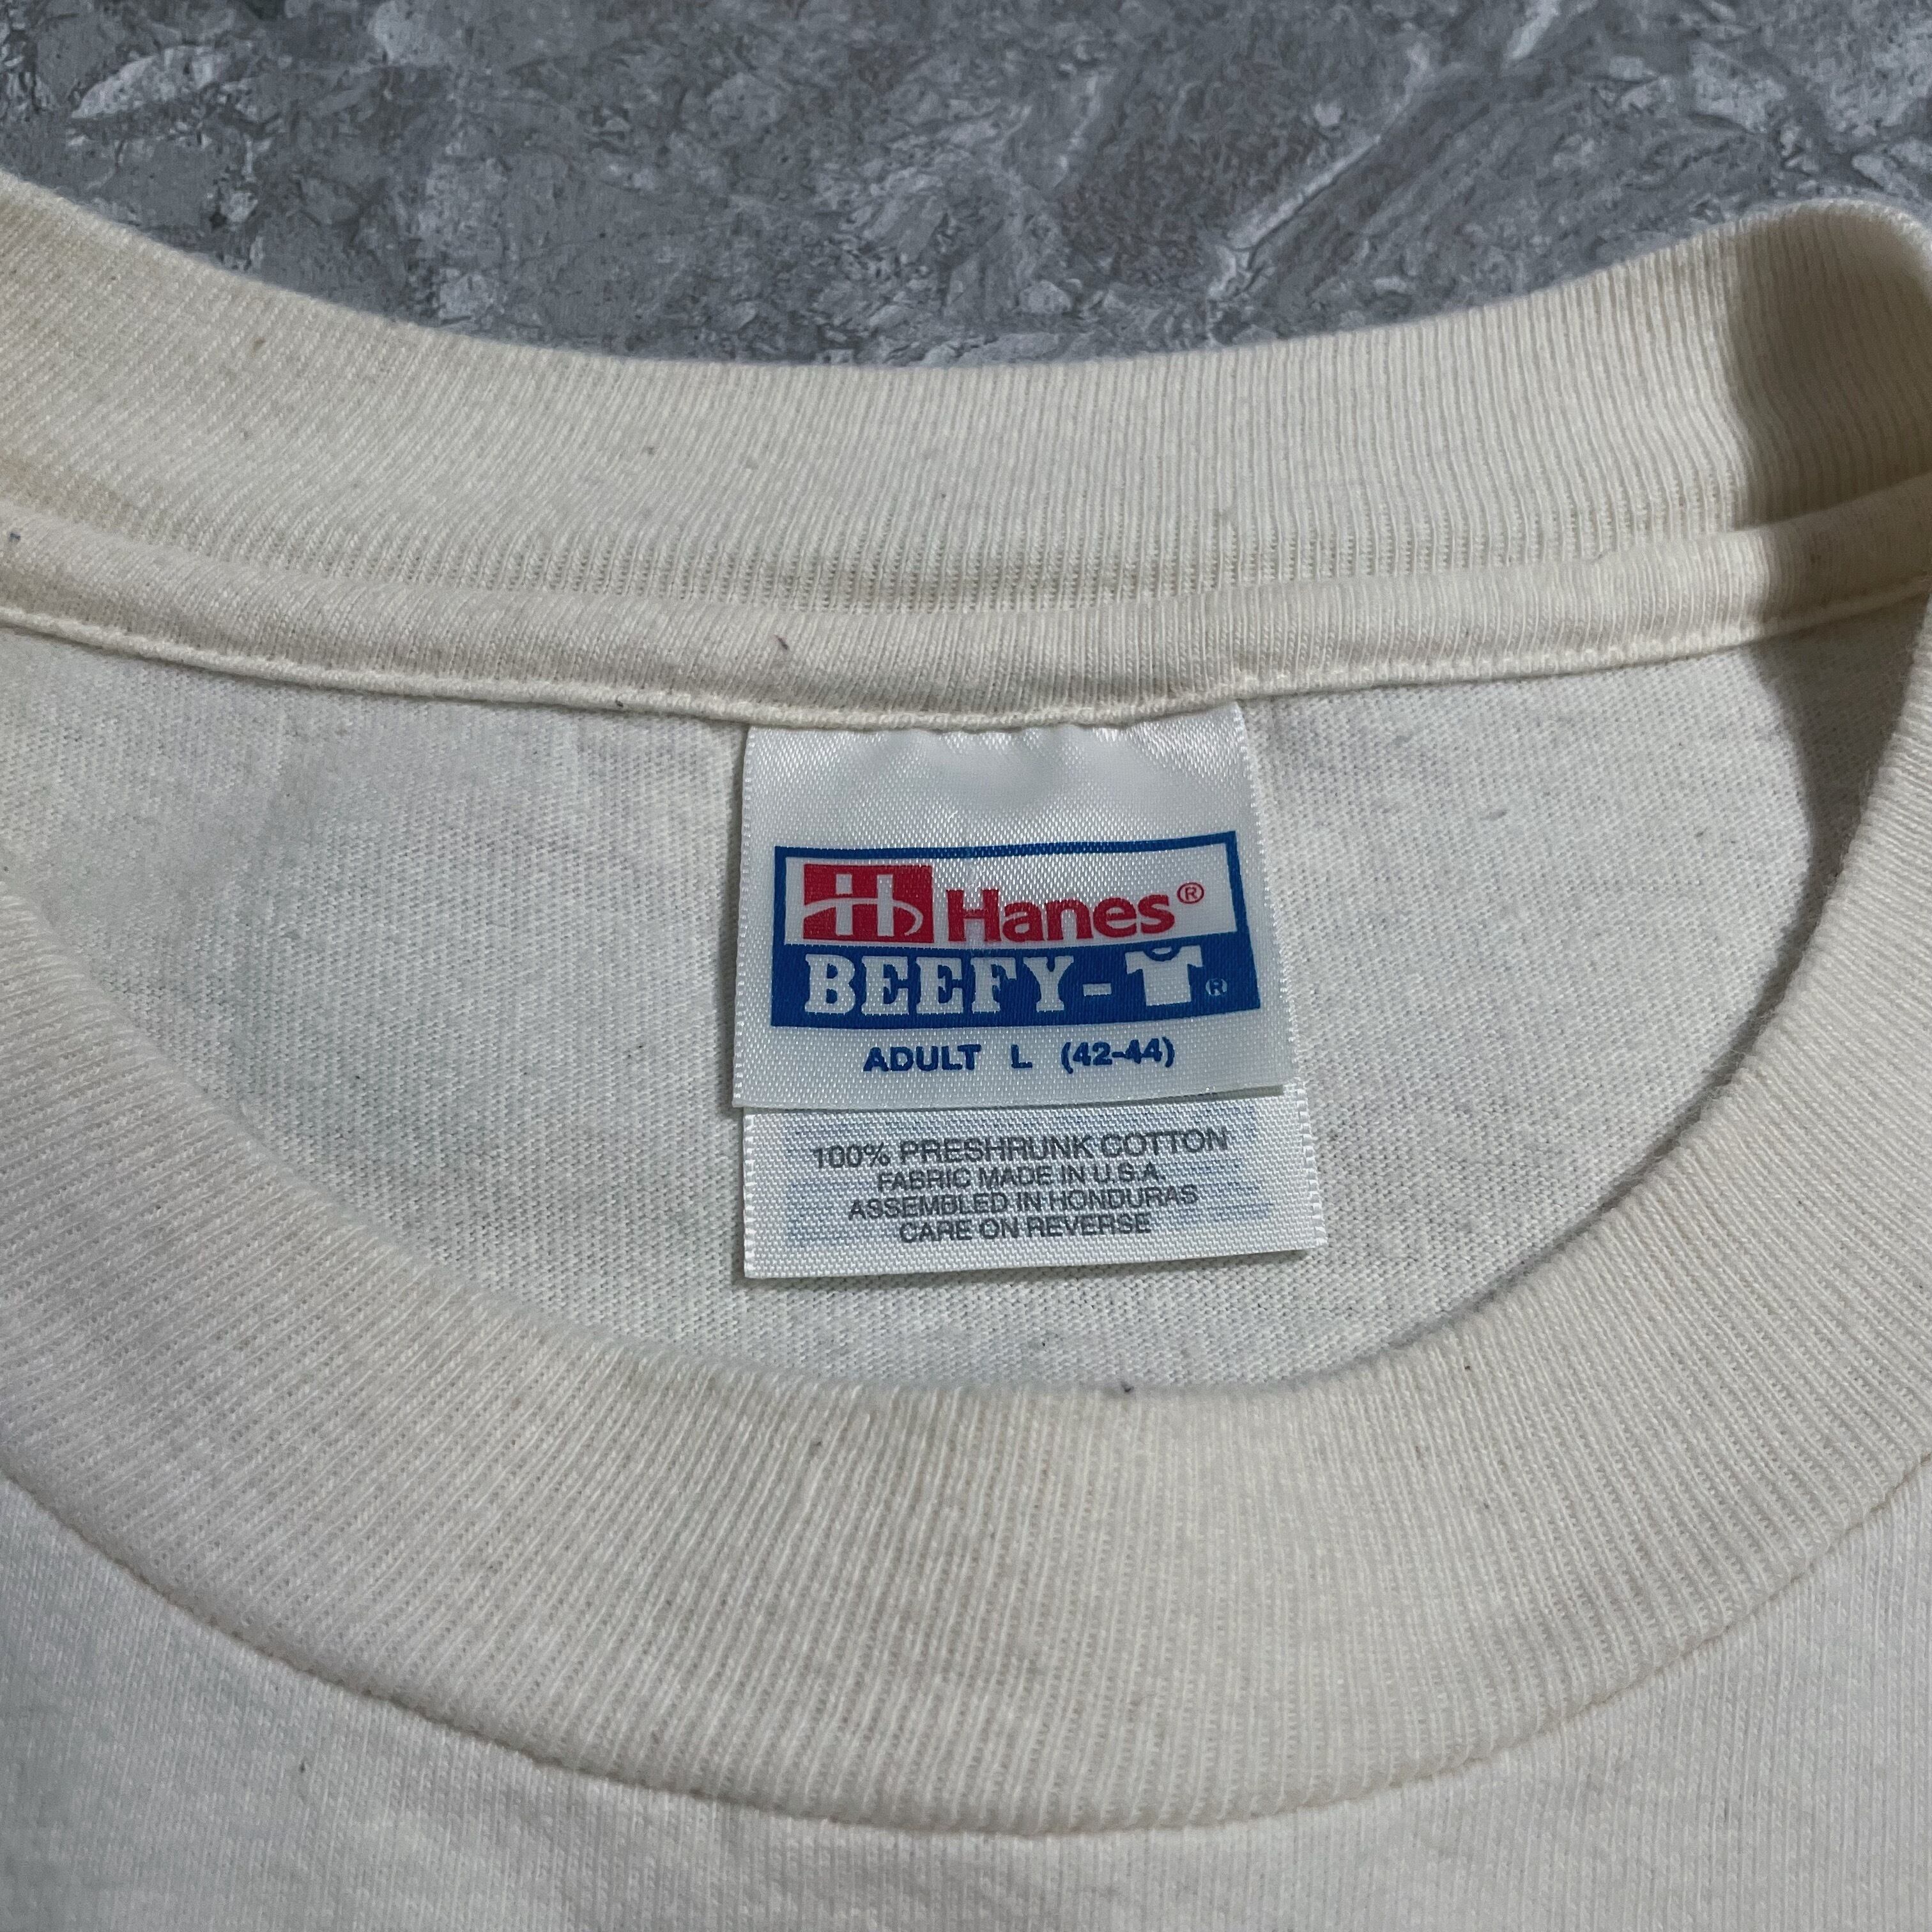 H Hanes®
BEEFY-T®
ADULT L (42-44)
100% PRESHRUNK COTTON
FABRIC MADE IN U.S.A.
ASSEMBLED IN HONDURAS
CARE ON REVERSE